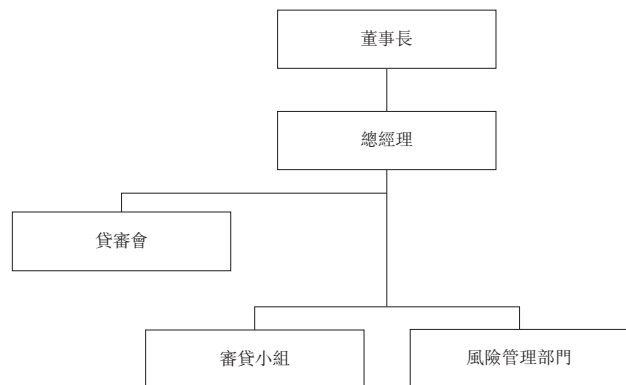 董事長
總經理
貸審會
審貸小組
風險管理部門